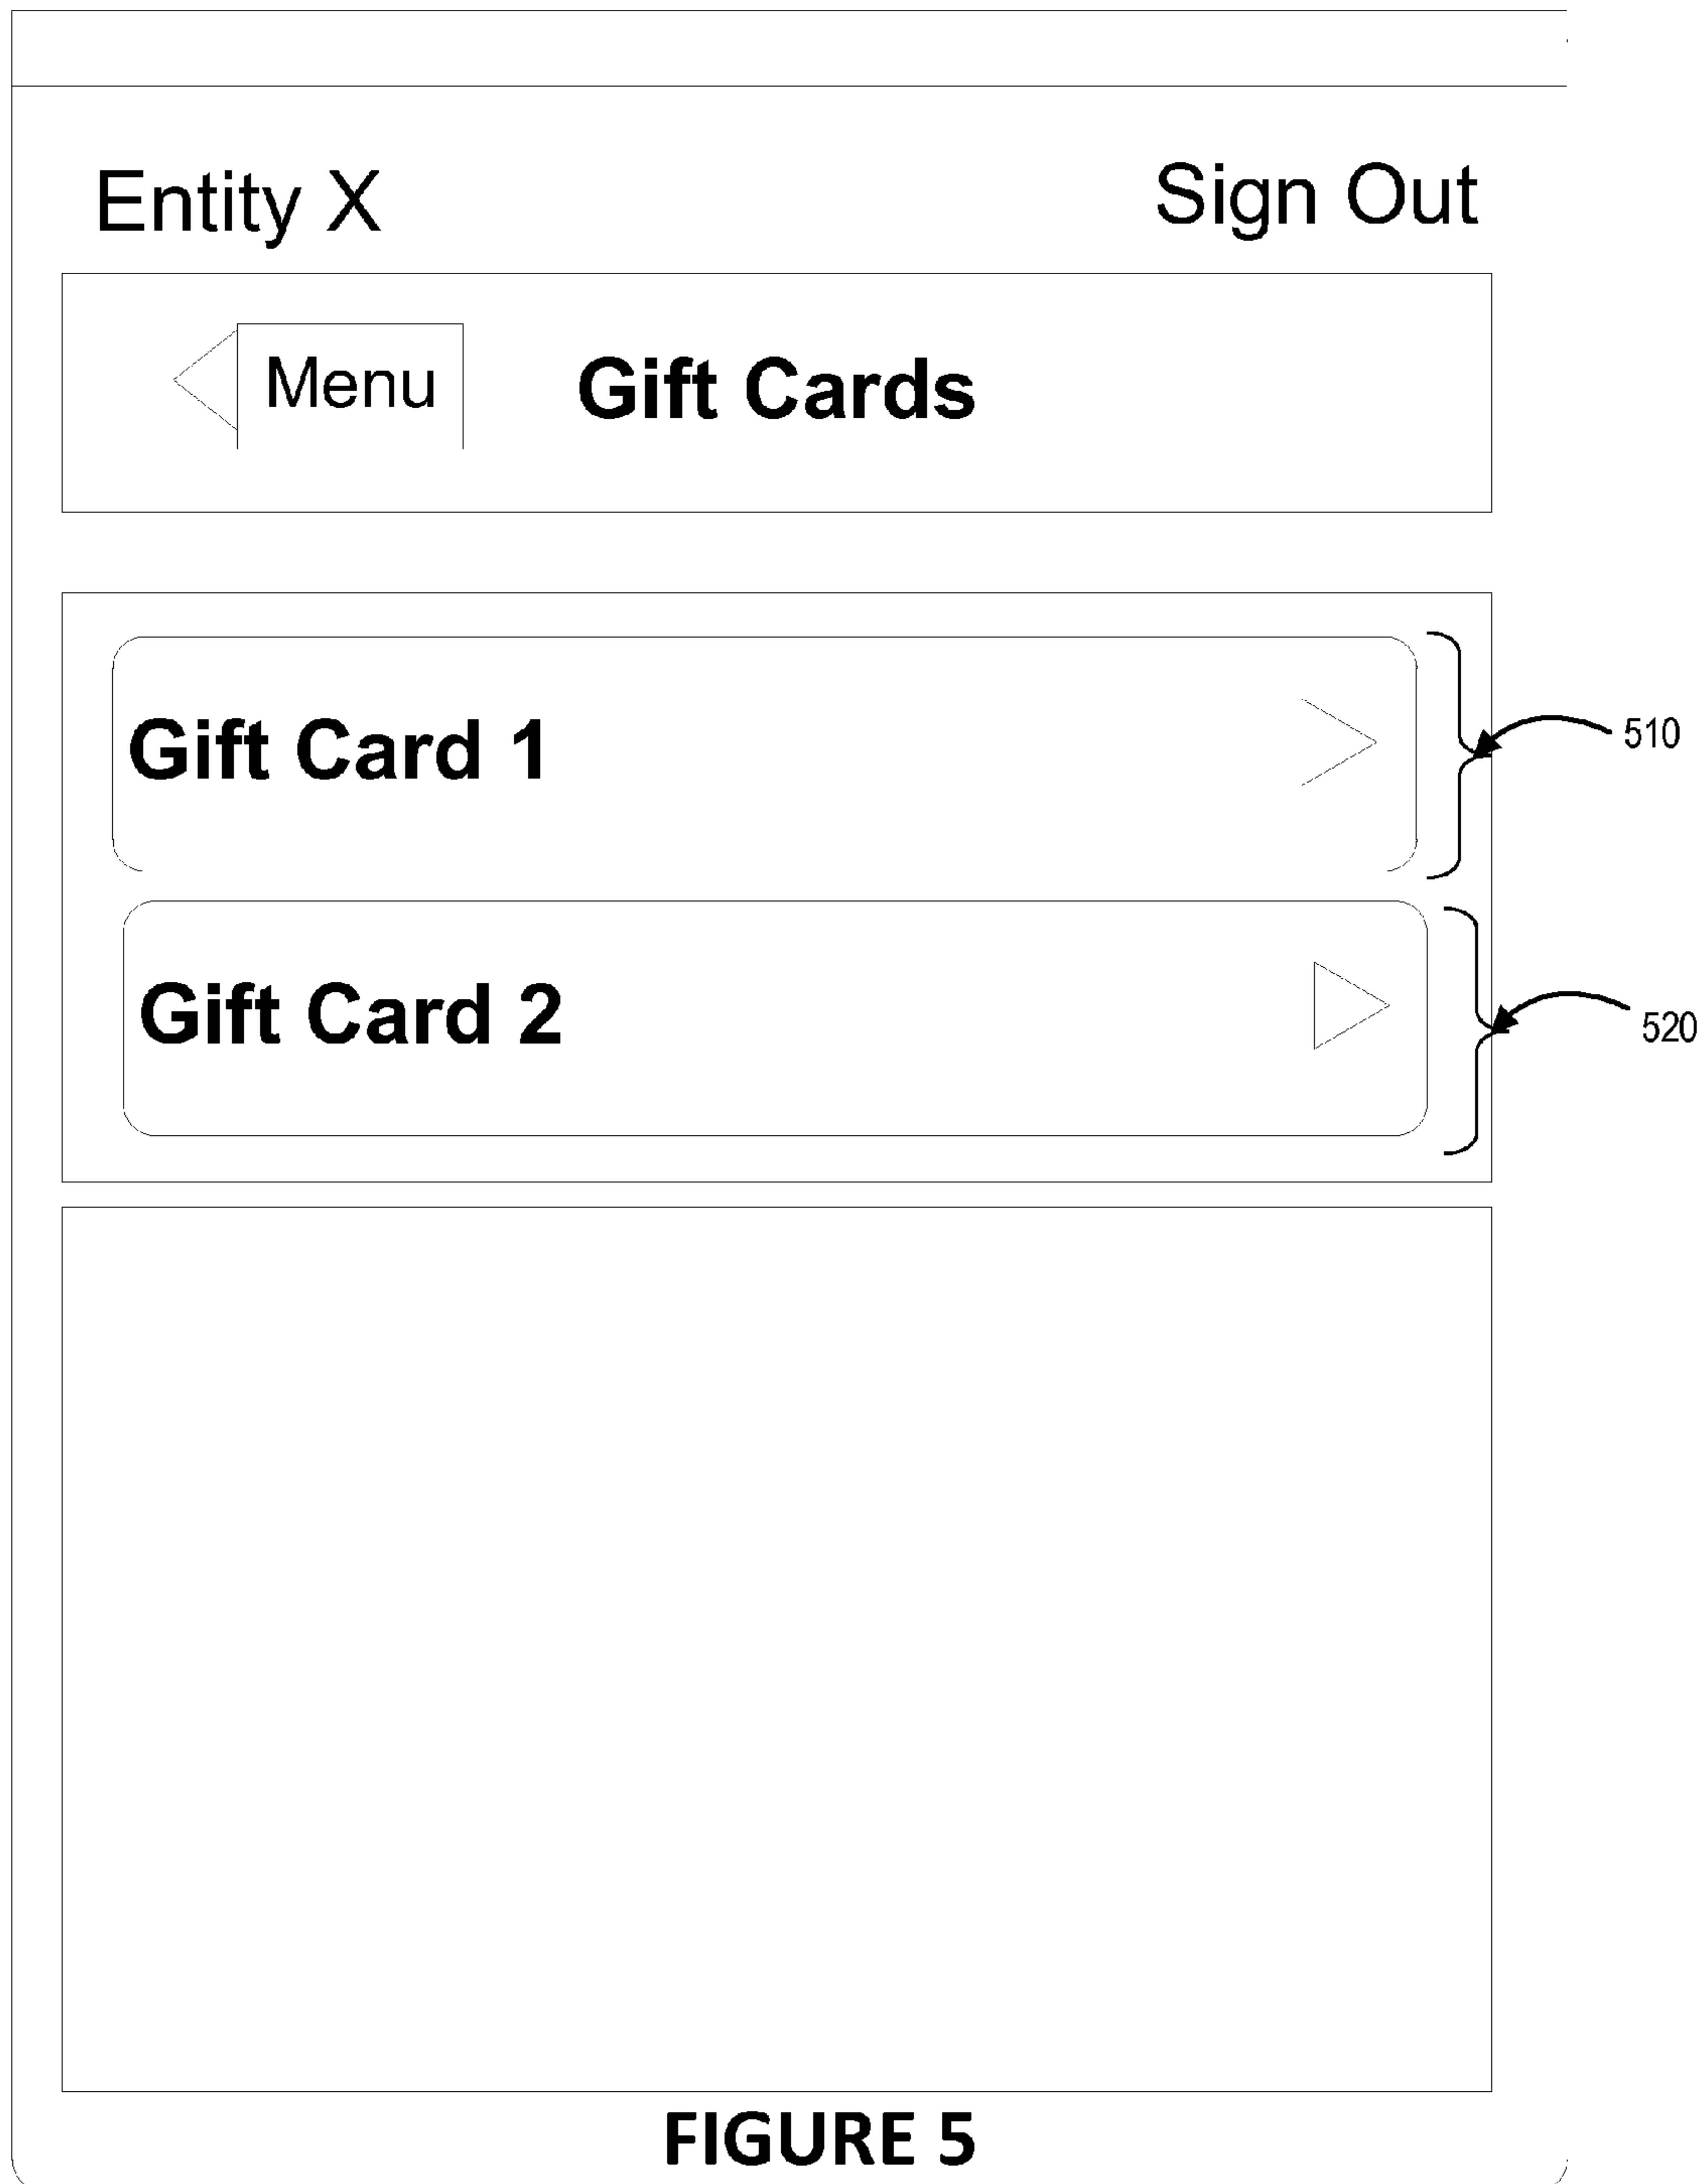 Entity X Sign Out
Menu Gift Cards
Gift Card 1
510
Gift Card 2
520
FIGURE 5